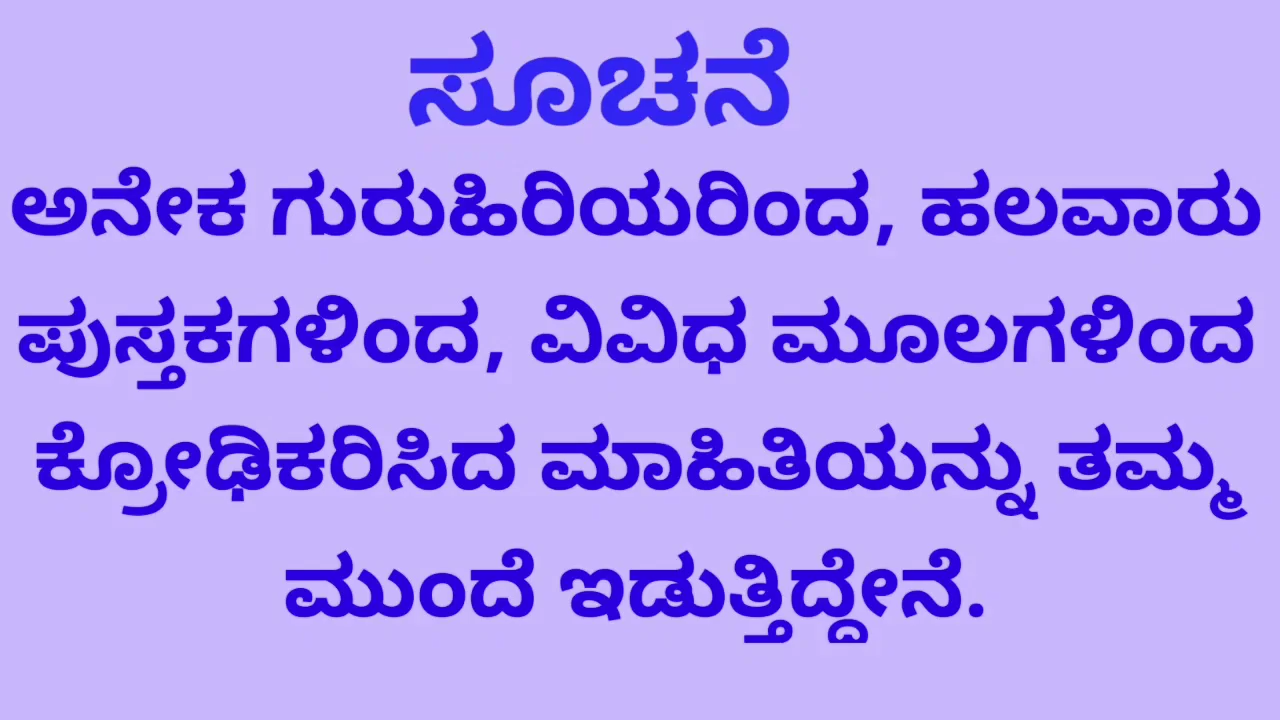 ಸೂಚನೆ
ಅನೇಕ ಗುರುಹಿರಿಯರಿಂದ, ಹಲವಾರು
ಪುಸ್ತಕಗಳಿಂದ, ವಿವಿಧ ಮೂಲಗಳಿಂದ
ಕ್ರೋಢಿಕರಿಸಿದ ಮಾಹಿತಿಯನ್ನು ತಮ್ಮ
ಮುಂದೆ ಇಡುತ್ತಿದ್ದೇನೆ.